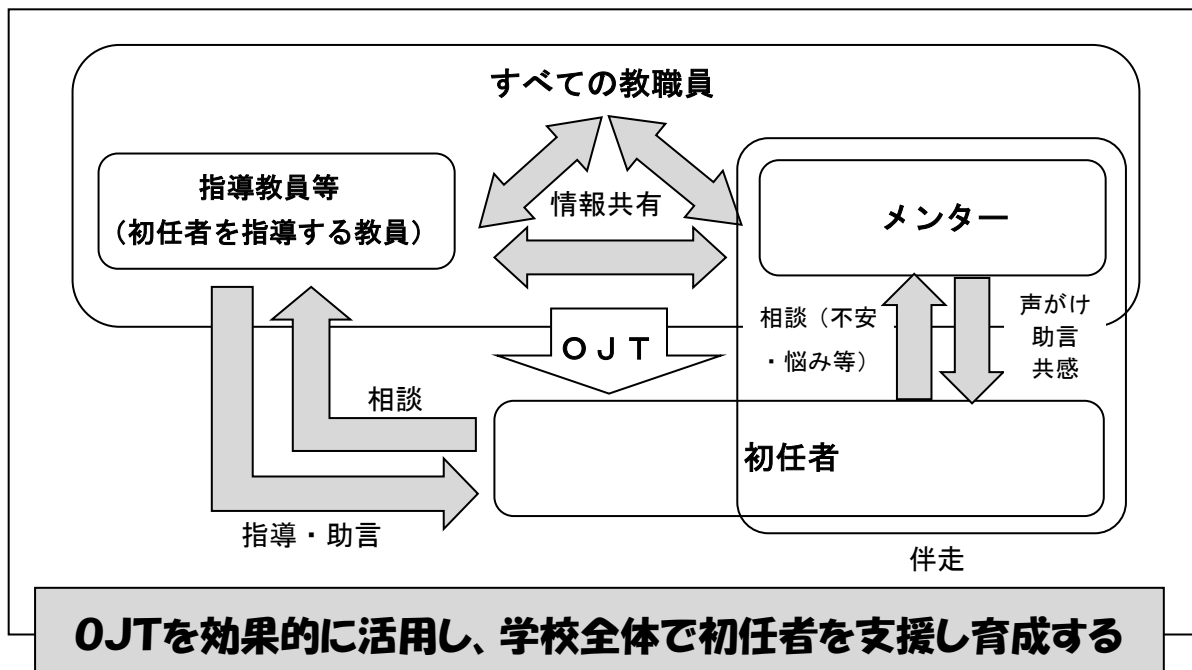 すべての教職員
指導教員等
（初任者を指導する教員）
情報共有
メンター
相談（不安
・悩み等）
声がけ
助言
共感
ＯＪＴ
相談
初任者
指導・助言
伴走
OJTを効果的に活用し、学校全体で初任者を支援し育成する